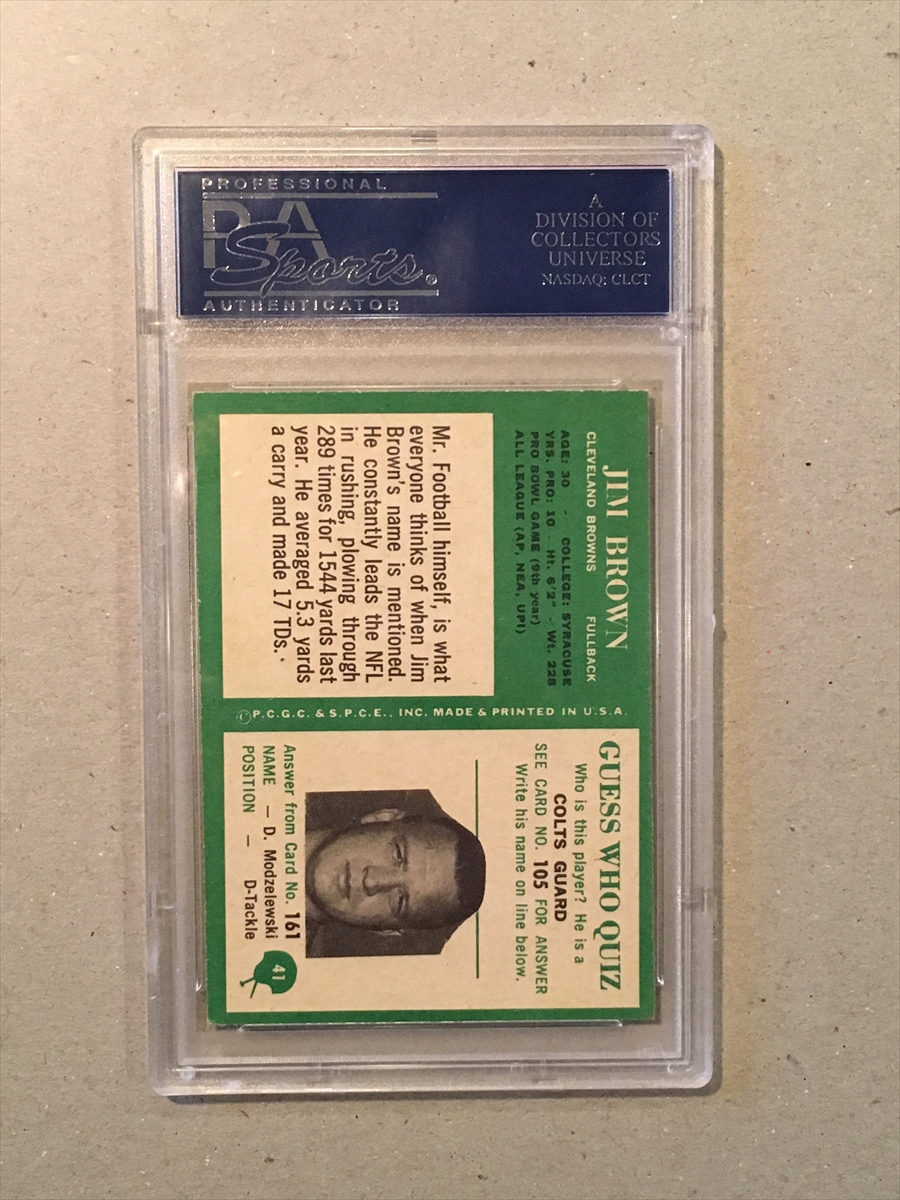 PROFESSIONAL
PSA
Sports®
AUTHENTICATOR
A
DIVISION OF
COLLECTORS
UNIVERSE
NASDAQ: CLCT
JIM BROWN
CLEVELAND BROWNS FULLBACK
AGE: 30 - COLLEGE: SYRACUSE
YRS. PRO: 10 - Ht. 6'2" - Wt. 228
PRO BOWL GAME (9th year)
ALL LEAGUE (AP, NEA, UPI)
Mr. Football himself, is what
everyone thinks of when Jim
Brown's name is mentioned.
He constantly leads the NFL
in rushing, plowing through
289 times for 1544 yards last
year. He averaged 5.3 yards
a carry and made 17 TDs.
©P.C.G.C. & S.P.C.E., INC. MADE & PRINTED IN U.S.A.
GUESS WHO QUIZ
Who is this player? He is a
COLTS GUARD
SEE CARD NO. 105 FOR ANSWER
Write his name on line below.
Answer from Card No. 161
NAME — D. Modzelewski
POSITION — D-Tackle
41